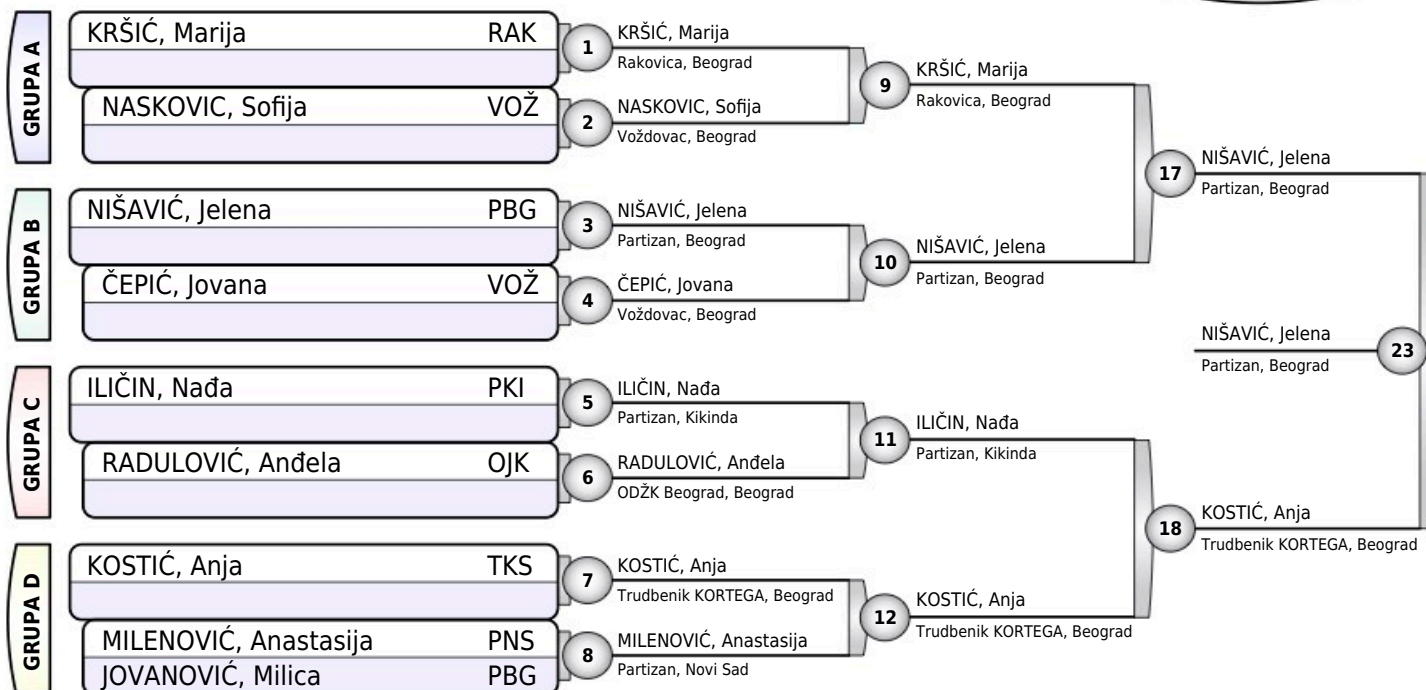 GRUPA A
KRŠIĆ, Marija RAK
NASKOVIC, Sofija VOŽ
GRUPA B
NIŠAVIĆ, Jelena PBG
ČEPIĆ, Jovana VOŽ
GRUPA C
ILIČIN, Nađa PKI
RADULOVIĆ, Anđela OJK
GRUPA D
KOSTIĆ, Anja TKS
MILENOVIĆ, Anastasija PNS
JOVANOVIĆ, Milica PBG
1
KRŠIĆ, Marija
Rakovica, Beograd
2
NASKOVIC, Sofija
Voždovac, Beograd
3
NIŠAVIĆ, Jelena
Partizan, Beograd
4
ČEPIĆ, Jovana
Voždovac, Beograd
5
ILIČIN, Nađa
Partizan, Kikinda
6
RADULOVIĆ, Anđela
ODŽK Beograd, Beograd
7
KOSTIĆ, Anja
Trudbenik KORTEGA, Beograd
8
MILENOVIĆ, Anastasija
Partizan, Novi Sad
9
KRŠIĆ, Marija
Rakovica, Beograd
10
NIŠAVIĆ, Jelena
Partizan, Beograd
11
ILIČIN, Nađa
Partizan, Kikinda
12
KOSTIĆ, Anja
Trudbenik KORTEGA, Beograd
17
NIŠAVIĆ, Jelena
Partizan, Beograd
18
KOSTIĆ, Anja
Trudbenik KORTEGA, Beograd
NIŠAVIĆ, Jelena
Partizan, Beograd
23